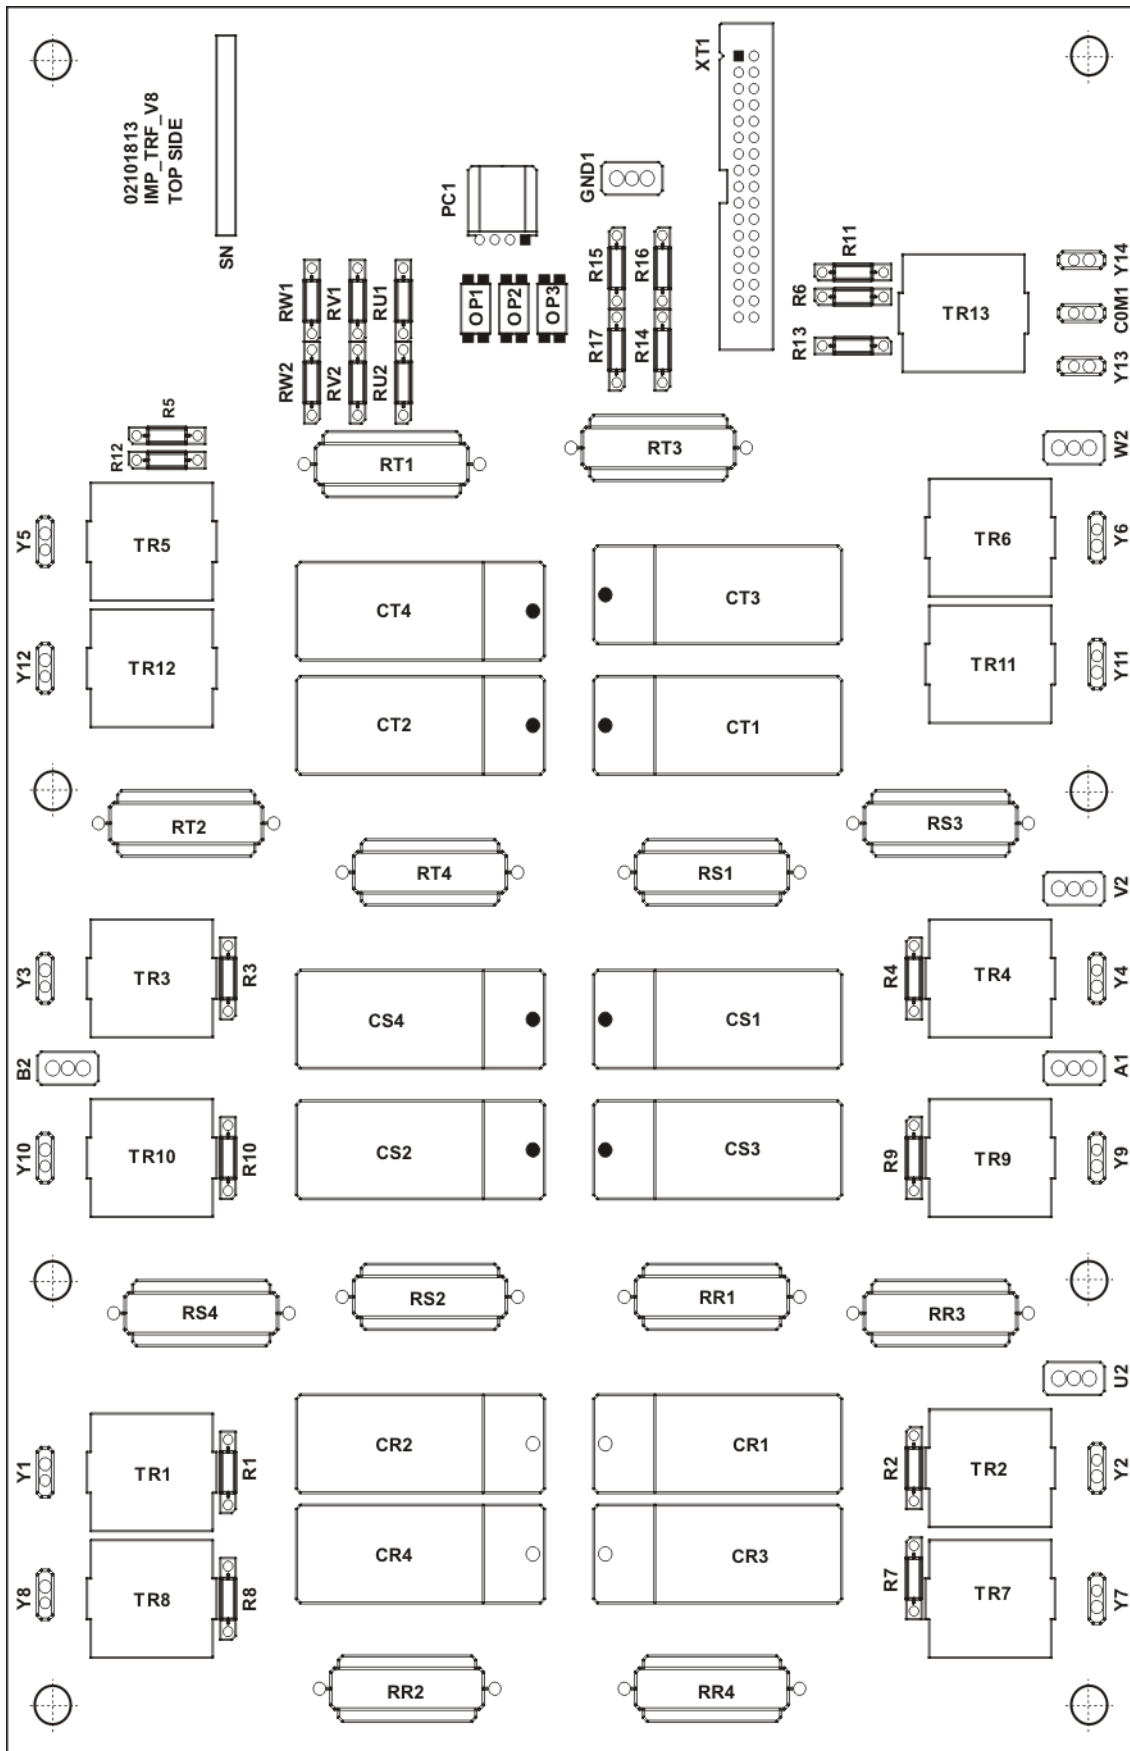 02101813
IMP_TRF_V8
TOP SIDE
SN
XT1
PC1
GND1
R15
R16
R17
R14
R11
R6
R13
TR13
Y14
C0M1
Y13
RW1
RV1
RU1
OP1
OP2
OP3
RW2
RV2
RU2
R5
R12
RT1
RT3
W2
Y5
TR5
CT4
CT3
TR6
Y6
Y12
TR12
CT2
CT1
TR11
Y11
RT2
RS3
RT4
RS1
V2
Y3
TR3
R3
CS4
CS1
R4
TR4
Y4
B2
A1
Y10
TR10
R10
CS2
CS3
R9
TR9
Y9
RS4
RS2
RR1
RR3
U2
Y1
TR1
R1
CR2
CR1
R2
TR2
Y2
Y8
TR8
R8
CR4
CR3
R7
TR7
Y7
RR2
RR4